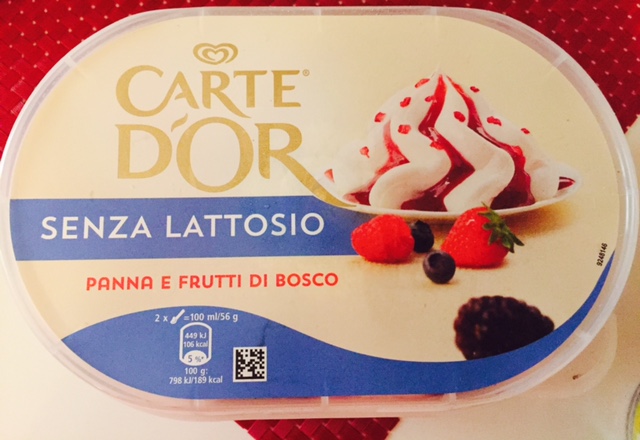 CARTE
D'OR®
SENZA LATTOSIO
PANNA E FRUTTI DI BOSCO
2 x =100 ml/56 g
449 kJ
106 kcal
5 %*
100 g:
798 kJ/189 kcal
9248146